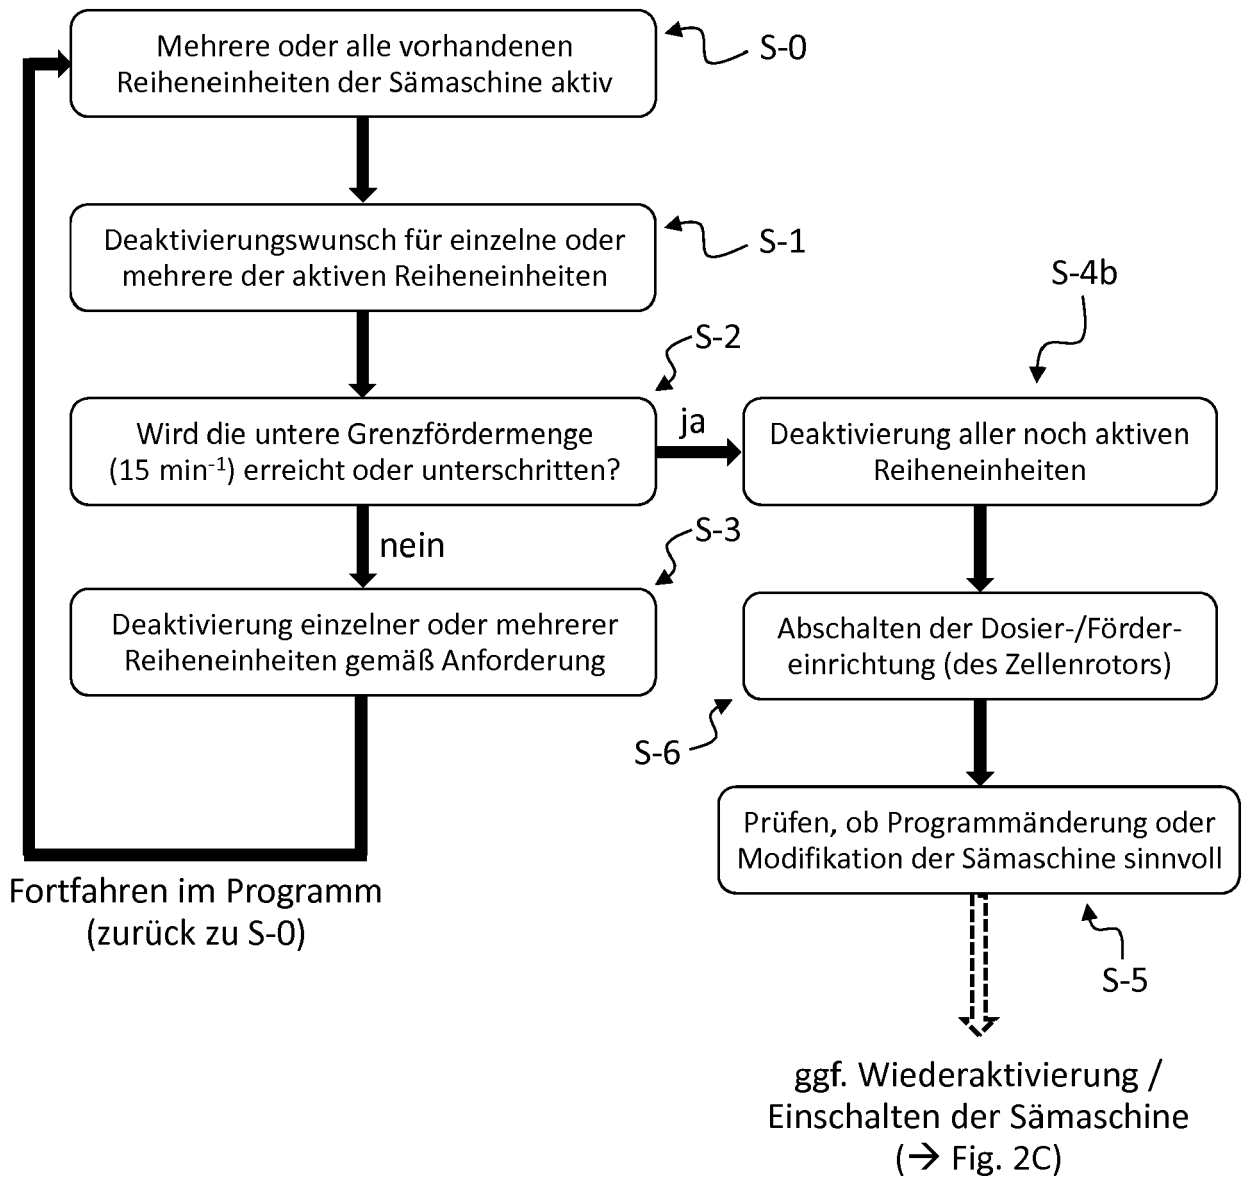 Mehrere oder alle vorhandenen
Reiheneinheiten der Sämaschine aktiv
S-0
Deaktivierungswunsch für einzelne oder
mehrere der aktiven Reiheneinheiten
S-1
S-2
Wird die untere Grenzfördermenge
(15 min⁻¹) erreicht oder unterschritten?
ja
S-4b
Deaktivierung aller noch aktiven
Reiheneinheiten
nein
S-3
Deaktivierung einzelner oder mehrerer
Reiheneinheiten gemäß Anforderung
Abschalten der Dosier-/Förder-
einrichtung (des Zellenrotors)
S-6
Prüfen, ob Programmänderung oder
Modifikation der Sämaschine sinnvoll
S-5
Fortfahren im Programm
(zurück zu S-0)
ggf. Wiederaktivierung /
Einschalten der Sämaschine
(→ Fig. 2C)